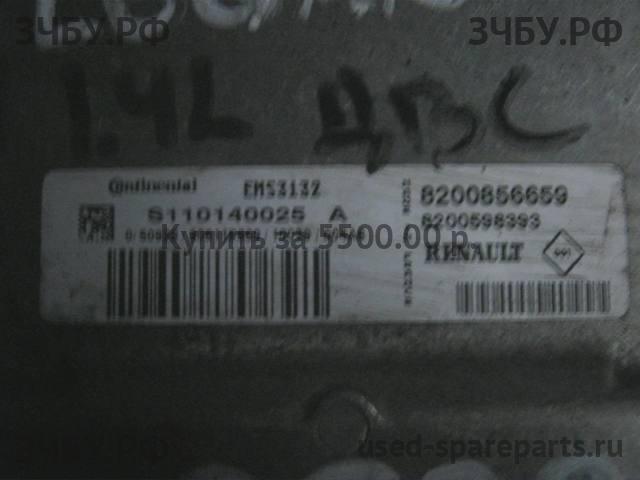 ЗЧБУ.РФ ЗЧБУ.РФ
1.4L ДВС
Continental EMS3132 8200856659
S110140025 A 8200598393
Купить за 5500.00 р.
RENAULT
used-spareparts.ru